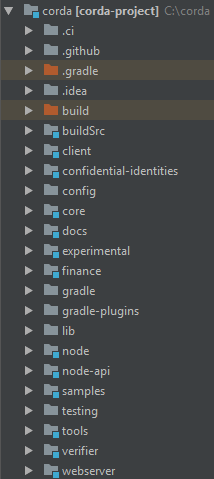 corda [corda-project] C:\corda
.ci
.github
.gradle
.idea
build
buildSrc
client
confidential-identities
config
core
docs
experimental
finance
gradle
gradle-plugins
lib
node
node-api
samples
testing
tools
verifier
webserver